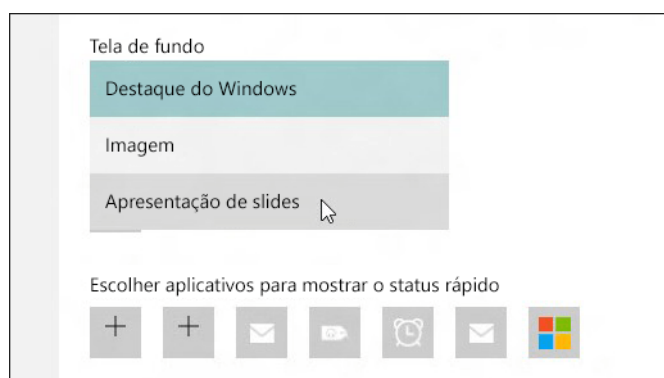 Tela de fundo
Destaque do Windows
Imagem
Apresentação de slides
Escolher aplicativos para mostrar o status rápido